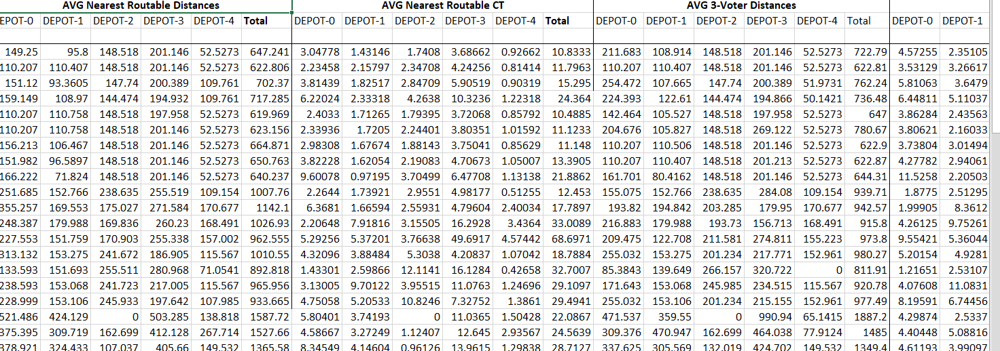 AVG Nearest Routable Distances AVG Nearest Routable CT AVG 3-Voter Distances
EPOT-0 DEPOT-1 DEPOT-2 DEPOT-3 DEPOT-4 Total DEPOT-0 DEPOT-1 DEPOT-2 DEPOT-3 DEPOT-4 Total DEPOT-0 DEPOT-1 DEPOT-2 DEPOT-3 DEPOT-4 Total DEPOT-0 DEPOT-1
149.25 95.8 148.518 201.146 52.5273 647.241 3.04778 1.43146 1.7408 3.68662 0.92662 10.8333 211.683 108.914 148.518 201.146 52.5273 722.79 4.57255 2.35105
110.207 110.407 148.518 201.146 52.5273 622.806 2.23458 2.15797 2.34708 4.24256 0.81414 11.7963 110.207 110.407 148.518 201.146 52.5273 622.81 3.53129 3.26617
151.12 93.3605 147.74 200.389 109.761 702.37 3.81439 1.82517 2.84709 5.90519 0.90319 15.295 254.472 107.665 147.74 200.389 51.9731 762.24 5.81063 3.6479
159.149 108.97 144.474 194.932 109.761 717.285 6.22024 2.33318 4.2638 10.3236 1.22318 24.364 224.393 122.61 144.474 194.866 50.1421 736.48 6.44811 5.11037
110.207 110.758 148.518 197.958 52.5273 619.969 2.4033 1.71265 1.79395 3.72068 0.85792 10.4885 142.464 105.527 148.518 197.958 52.5273 647 3.86284 2.43563
110.207 110.758 148.518 201.146 52.5273 623.156 2.33936 1.7205 2.24401 3.80351 1.01592 11.1233 204.676 105.827 148.518 269.122 52.5273 780.67 3.80621 2.16033
156.213 106.467 148.518 201.146 52.5273 664.871 2.98308 1.67674 1.88143 3.75041 0.85629 11.148 110.207 110.506 148.518 201.146 52.5273 622.9 3.73804 3.01494
151.982 96.5897 148.518 201.146 52.5273 650.763 3.82228 1.62054 2.19083 4.70673 1.05007 13.3905 110.207 110.407 148.518 201.213 52.5273 622.87 4.27782 2.94061
166.222 71.824 148.518 201.146 52.5273 640.237 9.60078 0.97195 3.70499 6.47708 1.13138 21.8862 161.701 80.4162 148.518 201.146 52.5273 644.31 11.5258 2.20503
251.685 152.766 238.635 255.519 109.154 1007.76 2.2644 1.73921 2.9551 4.98177 0.51255 12.453 155.075 152.766 238.635 284.08 109.154 939.71 1.8775 2.51295
355.257 169.553 175.027 271.584 170.677 1142.1 6.3681 1.66594 2.55931 4.79604 2.40034 17.7897 193.82 194.842 203.285 179.95 170.677 942.57 1.99905 8.3612
248.387 179.988 169.836 260.23 168.491 1026.93 2.20648 7.91816 3.15505 16.2928 3.4364 33.0089 216.883 179.988 193.73 156.713 168.491 915.8 4.26125 9.75261
227.553 151.759 170.903 255.338 157.002 962.555 5.29256 5.37201 3.76638 49.6917 4.57442 68.6971 209.475 122.708 211.581 274.811 155.223 973.8 9.55421 5.36044
313.132 153.275 241.672 186.905 115.567 1010.55 4.32096 3.88484 5.3038 4.20837 1.07042 18.7884 255.032 153.275 201.234 217.771 152.961 980.27 5.20154 4.9281
133.593 151.693 255.511 280.968 71.0541 892.818 1.43301 2.59866 12.1141 16.1284 0.42658 32.7007 85.3843 139.649 266.157 320.722 0 811.91 1.21651 2.53107
238.593 153.068 241.723 217.005 115.567 965.956 3.13005 9.70122 3.95515 11.0763 1.24696 29.1097 171.643 153.068 245.985 234.515 115.567 920.78 4.07608 11.0831
228.999 153.106 245.933 197.642 107.985 933.665 4.75058 5.20533 10.8246 7.32752 1.3861 29.4941 255.032 153.106 201.234 215.155 152.961 977.49 8.19591 6.74456
521.486 424.129 0 503.285 138.818 1587.72 5.80401 3.74193 0 11.0365 1.50428 22.0867 471.537 359.55 0 990.94 65.1415 1887.2 4.29874 2.5337
375.395 309.719 162.699 412.128 267.714 1527.66 4.58667 3.27249 1.12407 12.645 2.93567 24.5639 309.376 470.947 162.699 464.038 77.9124 1485 4.40448 5.08816
378.921 324.433 107.037 405.66 149.532 1365.58 8.34549 4.14604 0.96126 13.9615 1.29838 28.7127 337.625 305.569 132.019 424.702 149.532 1349.4 4.61193 3.99097